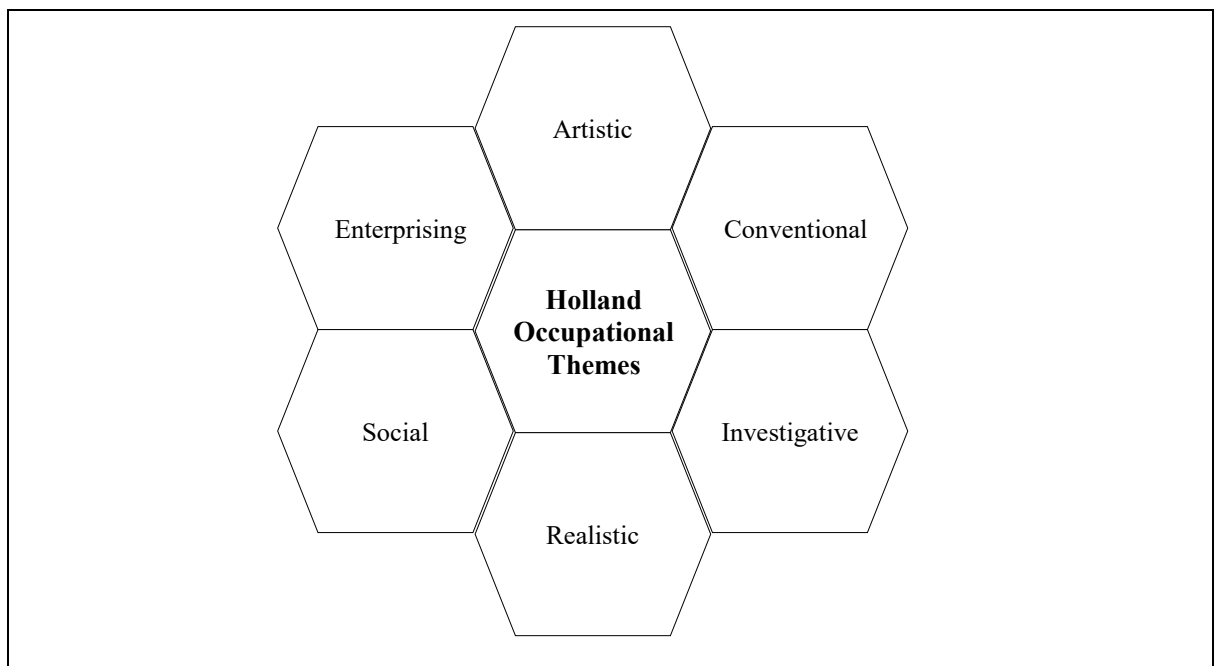 Artistic
Enterprising
Conventional
Holland
Occupational
Themes
Social
Investigative
Realistic